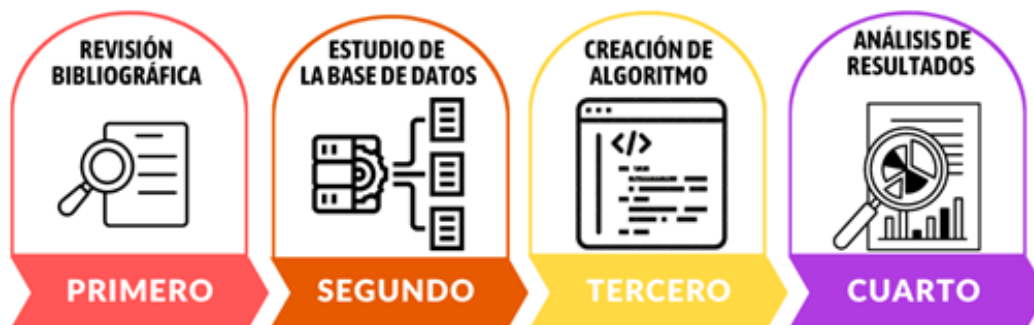 REVISIÓN
BIBLIOGRÁFICA
ESTUDIO DE
LA BASE DE DATOS
CREACIÓN DE
ALGORITMO
</>
ANÁLISIS DE
RESULTADOS
PRIMERO
SEGUNDO
TERCERO
CUARTO